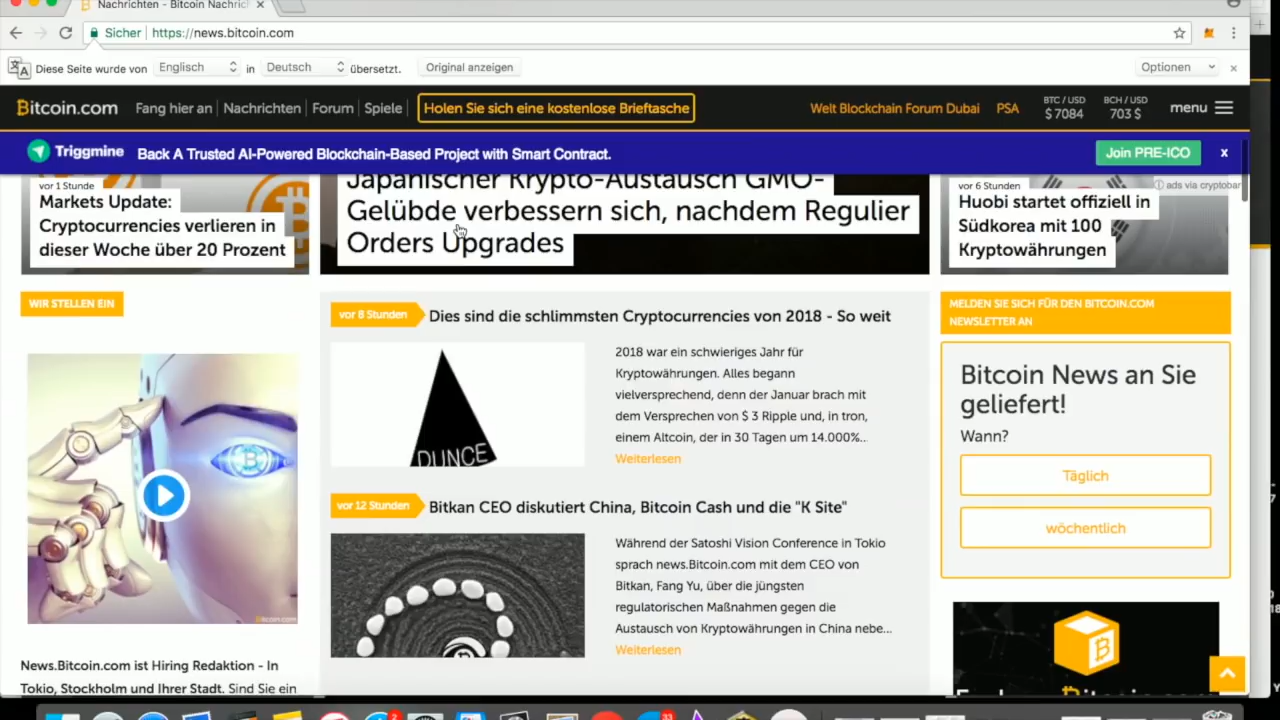 Nachrichten - Bitcoin Nachric
Sicher
https://news.bitcoin.com
Diese Seite wurde von
Englisch
in
Deutsch
übersetzt.
Original anzeigen
Optionen
Bitcoin.com
Fang hier an
Nachrichten
Forum
Spiele
Holen Sie sich eine kostenlose Brieftasche
Welt Blockchain Forum Dubai
PSA
BTC / USD
$ 7084
BCH / USD
703 $
menu
Triggmine
Back A Trusted AI-Powered Blockchain-Based Project with Smart Contract.
Join PRE-ICO
x
ads via cryptobar
vor 1 Stunde
Markets Update:
Cryptocurrencies verlieren in
dieser Woche über 20 Prozent
Japanischer Krypto-Austausch GMO-
Gelübde verbessern sich, nachdem Regulier
Orders Upgrades
vor 6 Stunden
Huobi startet offiziell in
Südkorea mit 100
Kryptowährungen
WIR STELLEN EIN
Bitcoin.com
News.Bitcoin.com ist Hiring Redaktion - In
Tokio, Stockholm und Ihrer Stadt. Sind Sie ein
vor 8 Stunden
Dies sind die schlimmsten Cryptocurrencies von 2018 - So weit
DUNCE
2018 war ein schwieriges Jahr für
Kryptowährungen. Alles begann
vielversprechend, denn der Januar brach mit
dem Versprechen von $ 3 Ripple und, in tron,
einem Altcoin, der in 30 Tagen um 14.000%...
Weiterlesen
vor 12 Stunden
Bitkan CEO diskutiert China, Bitcoin Cash und die "K Site"
Während der Satoshi Vision Conference in Tokio
sprach news.Bitcoin.com mit dem CEO von
Bitkan, Fang Yu, über die jüngsten
regulatorischen Maßnahmen gegen die
Austausch von Kryptowährungen in China nebe...
Weiterlesen
MELDEN SIE SICH FÜR DEN BITCOIN.COM
NEWSLETTER AN
Bitcoin News an Sie
geliefert!
Wann?
Täglich
wöchentlich
2
33